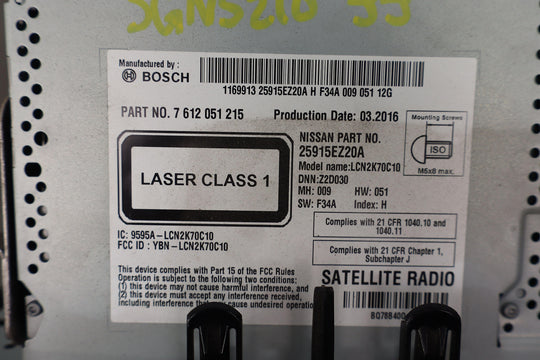 Manufactured by :
BOSCH
1169913 25915EZ20A H F34A 009 051 12G
PART NO. 7 612 051 215 Production Date: 03.2016
Mounting Screws
ISO
M5x8 max.
NISSAN PART NO.
25915EZ20A
Model name:LCN2K70C10
DNN:Z2D030
MH: 009 HW: 051
SW: F34A Index: H
LASER CLASS 1
Complies with 21 CFR 1040.10 and
1040.11
IC: 9595A-LCN2K70C10
FCC ID : YBN-LCN2K70C10
Complies with 21 CFR Chapter 1,
Subchapter J
This device complies with Part 15 of the FCC Rules
Operation is subject to the following two conditions:
(1) this device may not cause harmful interference, and
(2) this device must accept any interference received,
including interference cause undesired
SATELLITE RADIO